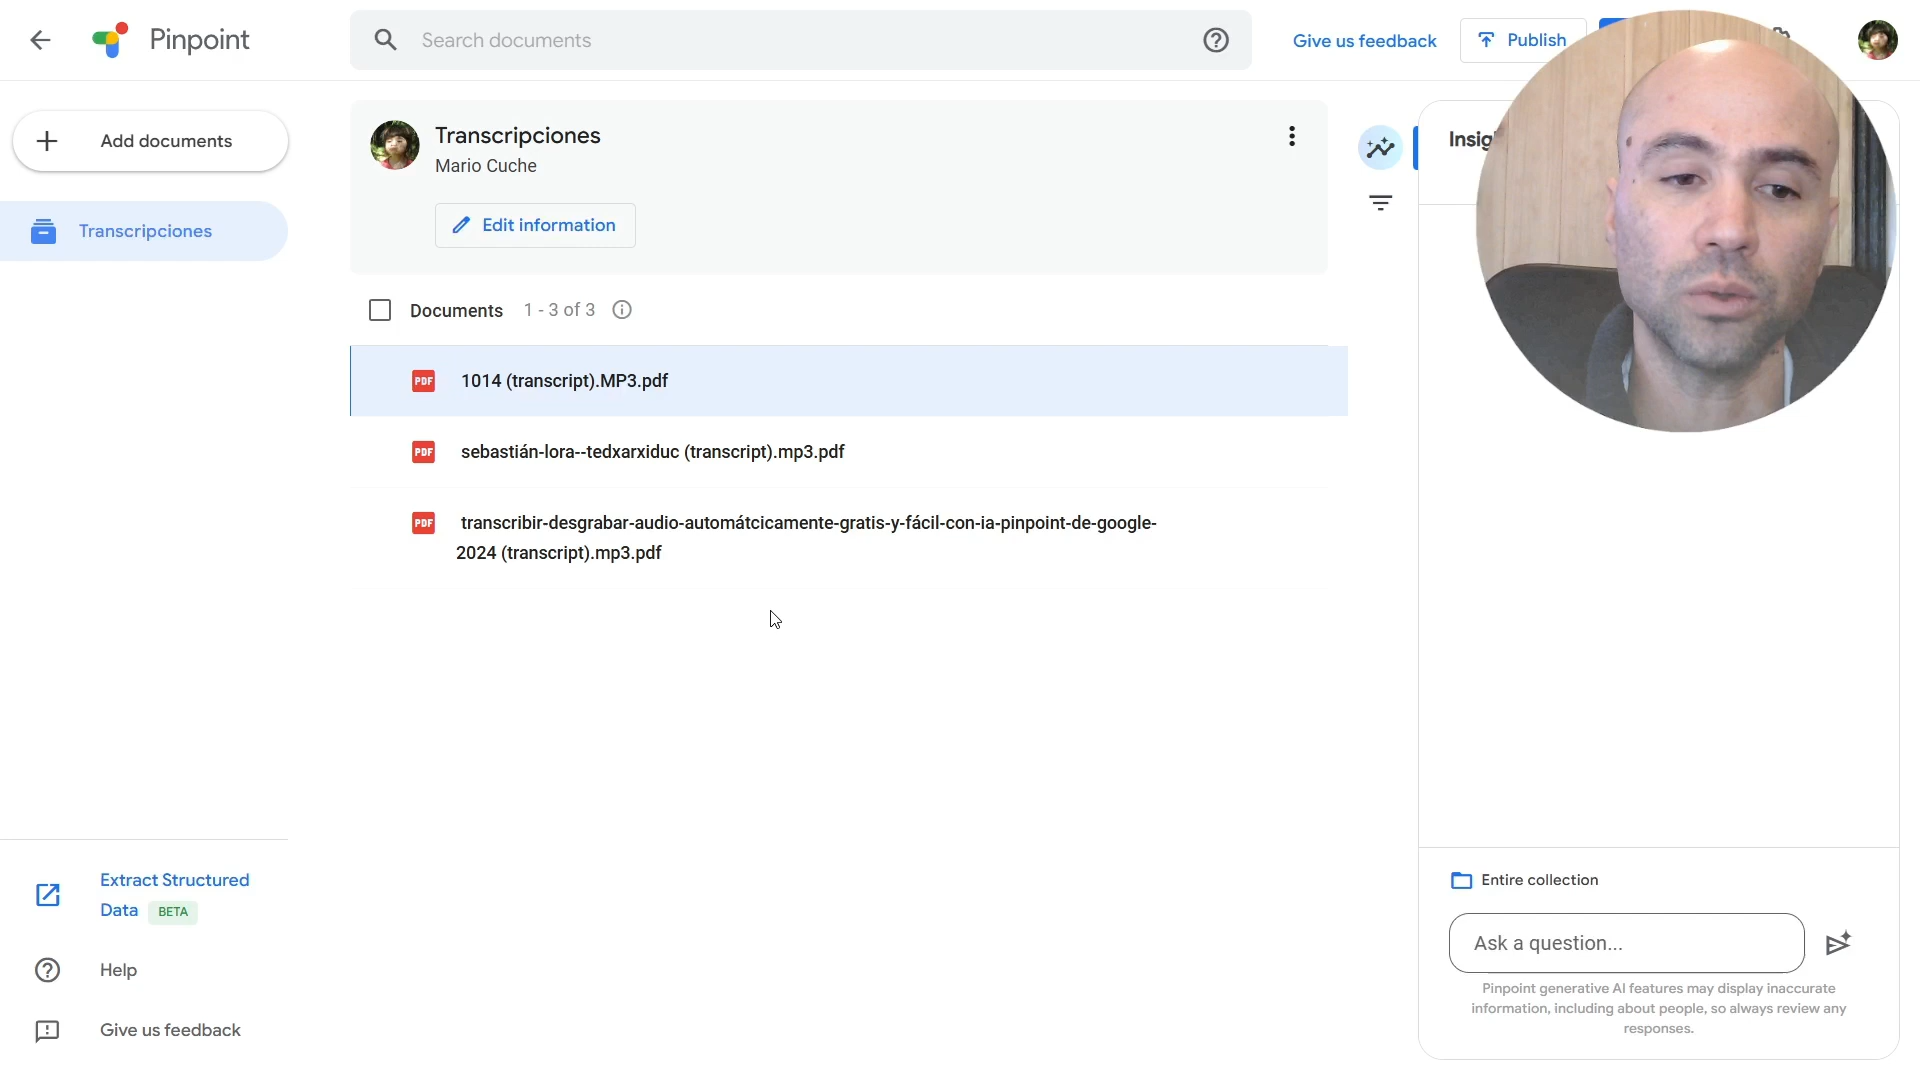 Pinpoint
Search documents
Give us feedback
Publish
Add documents
Transcripciones
Transcripciones
Mario Cuche
Edit information
Documents 1 - 3 of 3
PDF 1014 (transcript).MP3.pdf
PDF sebastián-lora--tedxarxiduc (transcript).mp3.pdf
PDF transcribir-desgrabar-audio-automátcicamente-gratis-y-fácil-con-ia-pinpoint-de-google-
2024 (transcript).mp3.pdf
Extract Structured
Data BETA
Help
Give us feedback
Entire collection
Ask a question...
Pinpoint generative AI features may display inaccurate
information, including about people, so always review any
responses.